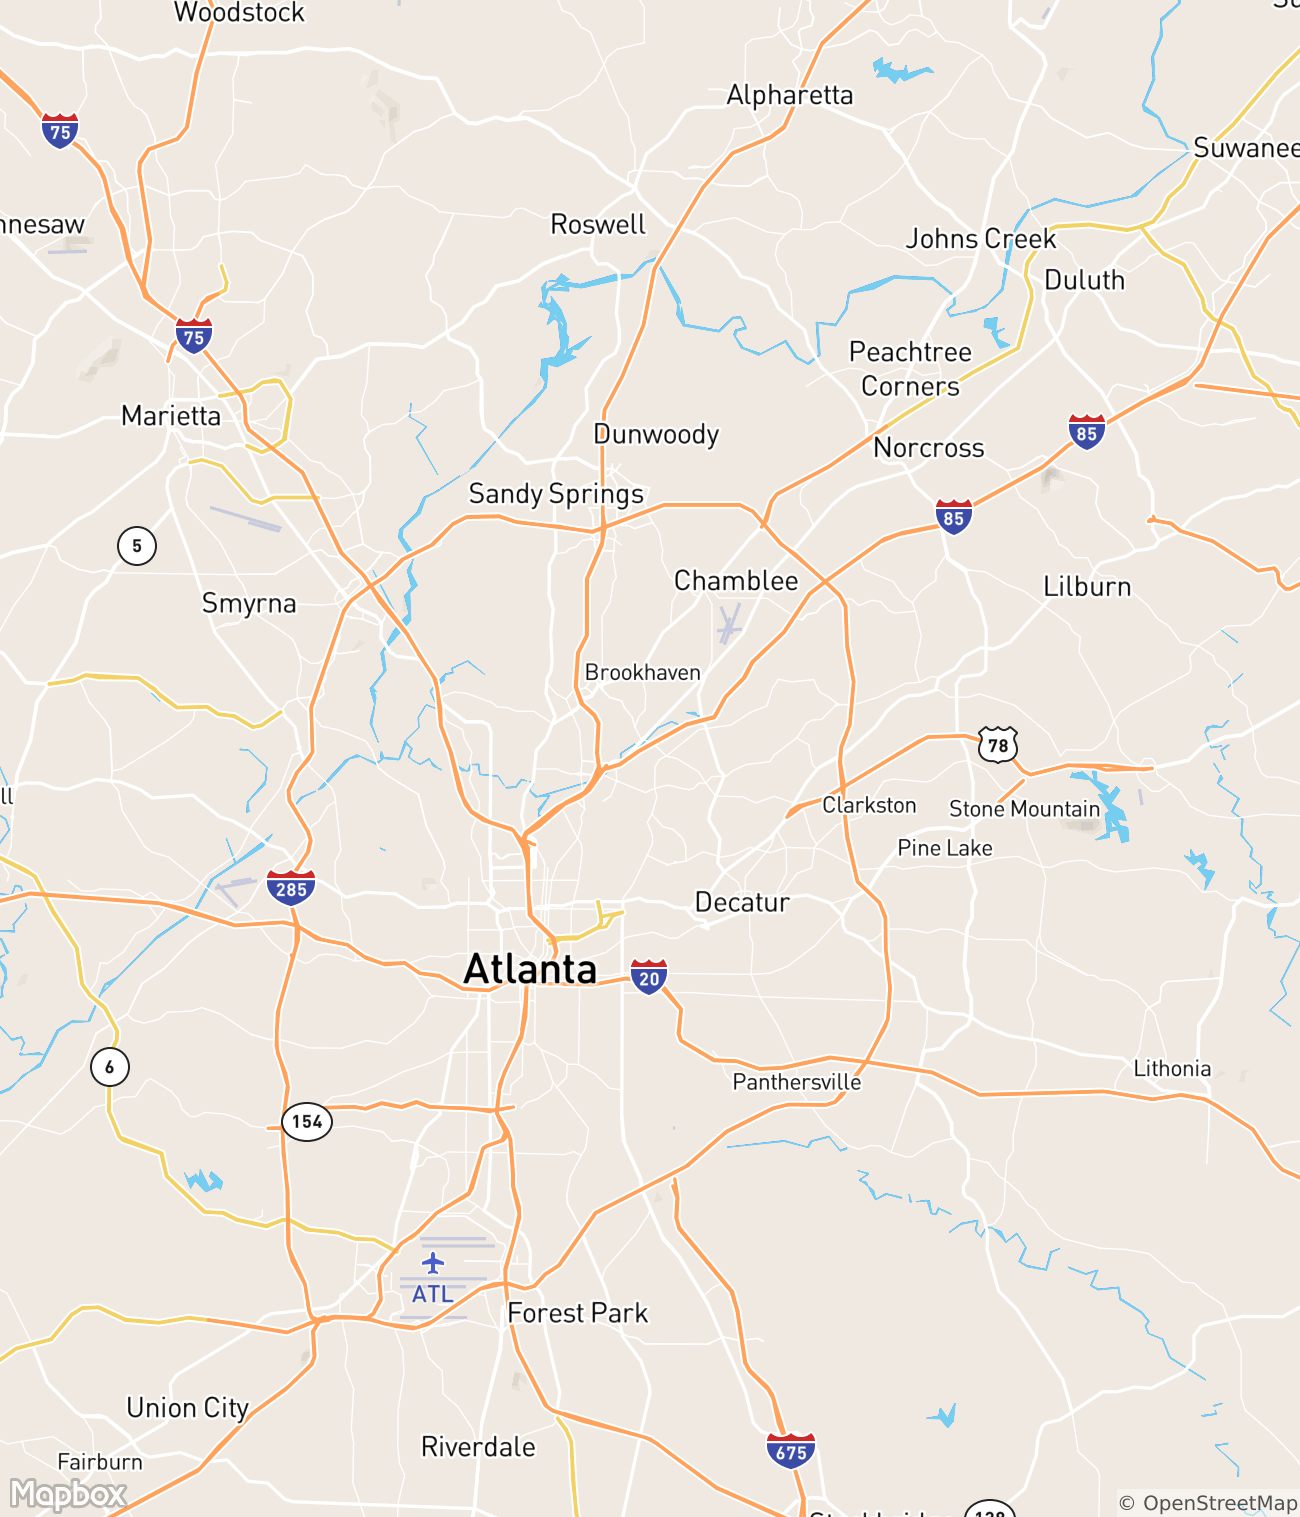 Woodstock
Alpharetta
75
Suwanee
nnesaw
Roswell
Johns Creek
Duluth
75
Peachtree
Corners
Marietta
Dunwoody
85
Norcross
Sandy Springs
85
5
Chamblee
Lilburn
Smyrna
Brookhaven
78
ll
Clarkston
Stone Mountain
Pine Lake
285
Decatur
Atlanta
20
6
Lithonia
Panthersville
154
ATL
Forest Park
Union City
Riverdale
675
Fairburn
Mapbox
© OpenStreetMap